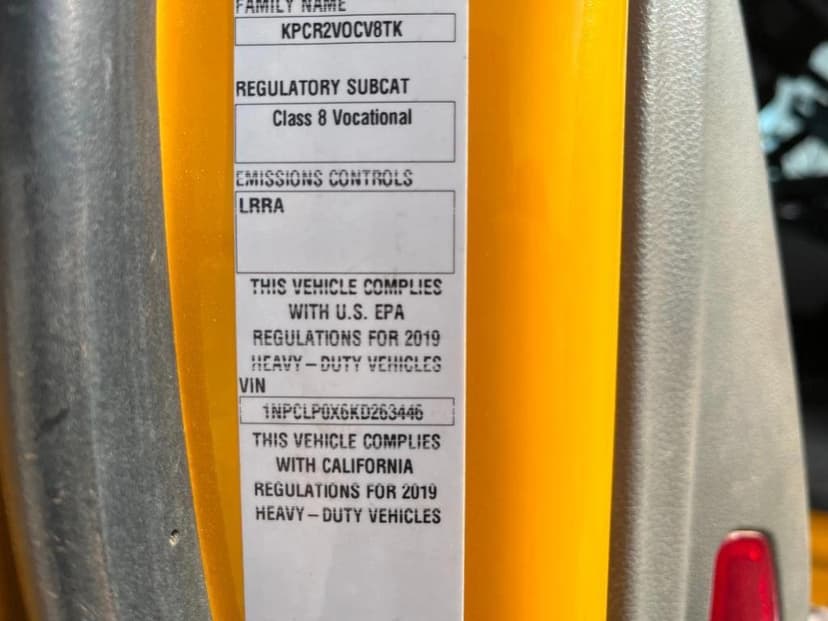 FAMILY NAME
KPCR2VOCV8TK
REGULATORY SUBCAT
Class 8 Vocational
EMISSIONS CONTROLS
LRRA
THIS VEHICLE COMPLIES
WITH U.S. EPA
REGULATIONS FOR 2019
HEAVY-DUTY VEHICLES
VIN
1NPCLP0X6KD263446
THIS VEHICLE COMPLIES
WITH CALIFORNIA
REGULATIONS FOR 2019
HEAVY-DUTY VEHICLES